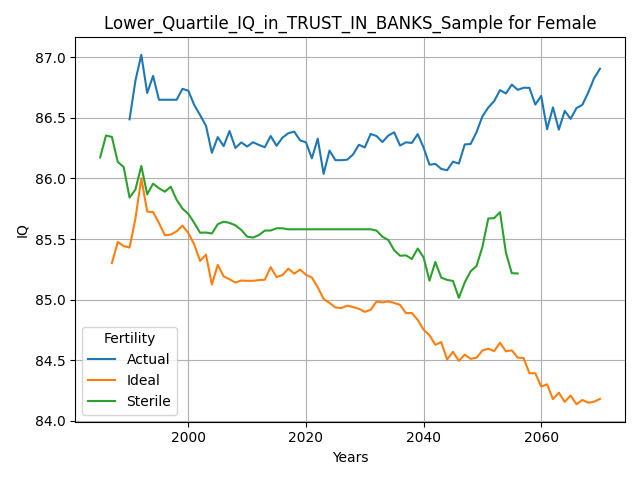 Lower_Quartile_IQ_in_TRUST_IN_BANKS_Sample for Female
87.0
86.5
86.0
85.5
85.0
84.5
84.0
IQ
Fertility
Actual
Ideal
Sterile
2000 2020 2040 2060
Years